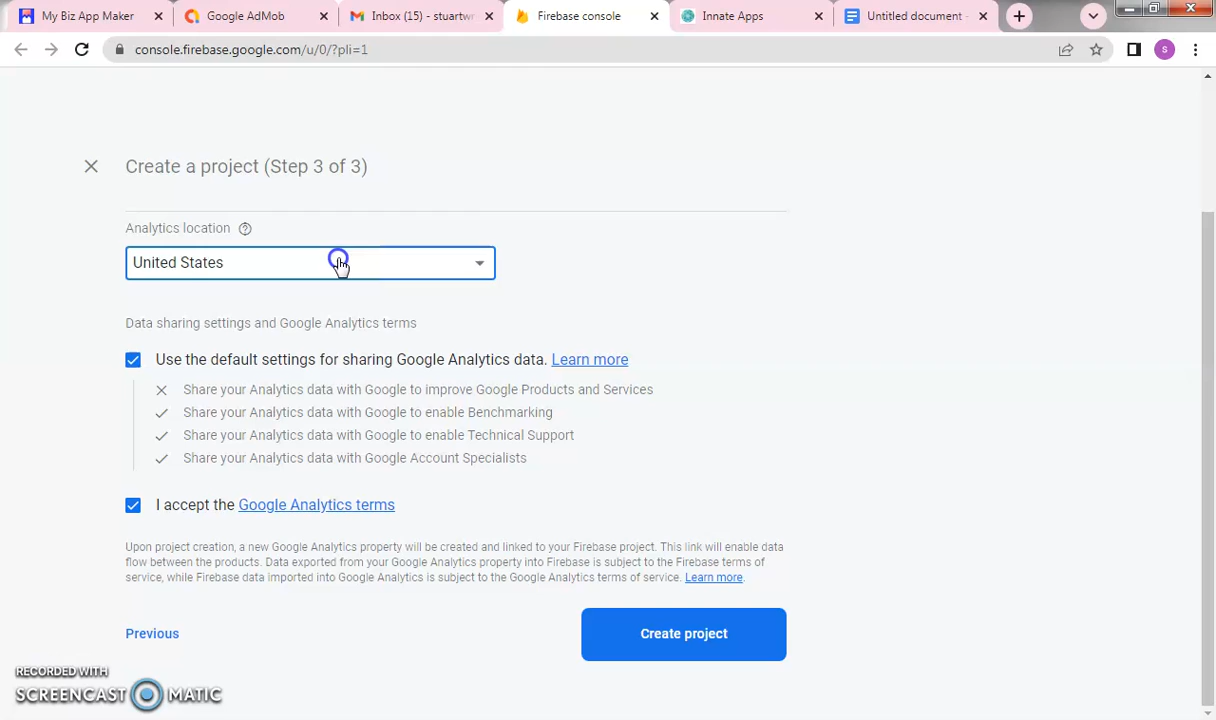 My Biz App Maker
Google AdMob
Inbox (15) - stuartw
Firebase console
Innate Apps
Untitled document -
console.firebase.google.com/u/0/?pli=1
S
Create a project (Step 3 of 3)
Analytics location
United States
Data sharing settings and Google Analytics terms
Use the default settings for sharing Google Analytics data. Learn more
Share your Analytics data with Google to improve Google Products and Services
Share your Analytics data with Google to enable Benchmarking
Share your Analytics data with Google to enable Technical Support
Share your Analytics data with Google Account Specialists
I accept the Google Analytics terms
Upon project creation, a new Google Analytics property will be created and linked to your Firebase project. This link will enable data
flow between the products. Data exported from your Google Analytics property into Firebase is subject to the Firebase terms of
service, while Firebase data imported into Google Analytics is subject to the Google Analytics terms of service. Learn more.
Previous
Create project
RECORDED WITH
SCREENCAST MATIC